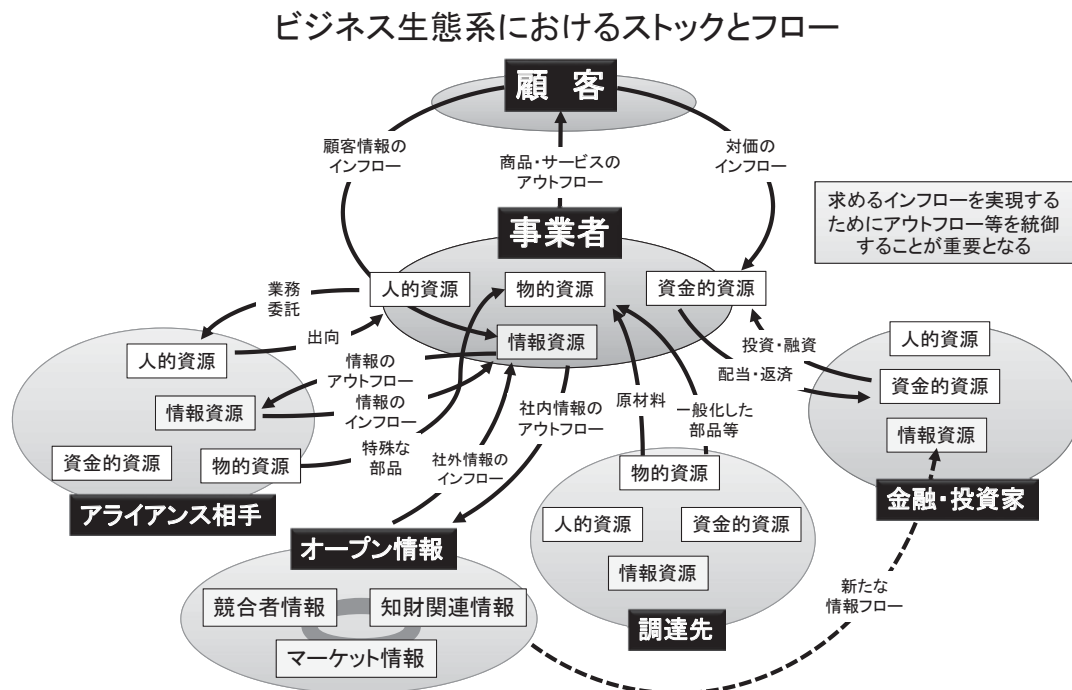 ビジネス生態系におけるストックとフロー
顧 客
顧客情報の
インフロー
商品・サービスの
アウトフロー
対価の
インフロー
求めるインフローを実現する
ためにアウトフロー等を統御
することが重要となる
事業者
人的資源
物的資源
資金的資源
情報資源
業務
委託
出向
情報の
アウトフロー
情報の
インフロー
特殊な
部品
人的資源
情報資源
資金的資源
物的資源
アライアンス相手
社外情報の
インフロー
社内情報の
アウトフロー
原材料
一般化した
部品等
投資・融資
配当・返済
人的資源
資金的資源
情報資源
金融・投資家
オープン情報
競合者情報
知財関連情報
マーケット情報
物的資源
人的資源
資金的資源
情報資源
調達先
新たな
情報フロー